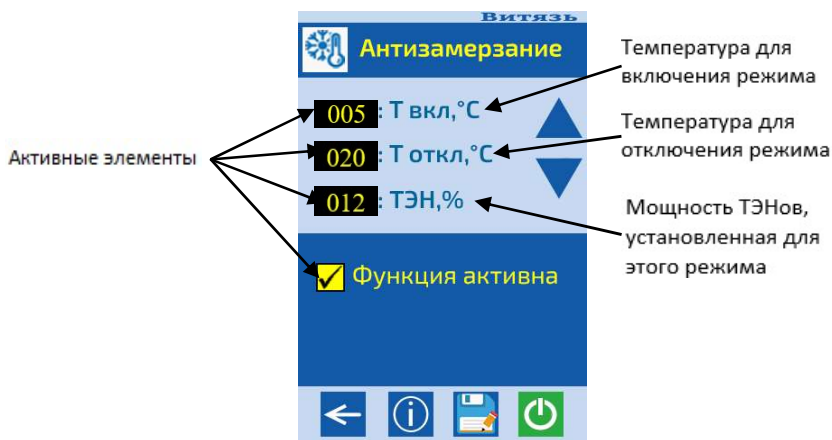 Витязь
Антизамерзание
Температура для
включения режима
005 : Т вкл,°С
Температура для
отключения режима
Активные элементы
020 : Т откл,°С
012 : ТЭН,%
Мощность ТЭНов,
установленная для
этого режима
Функция активна